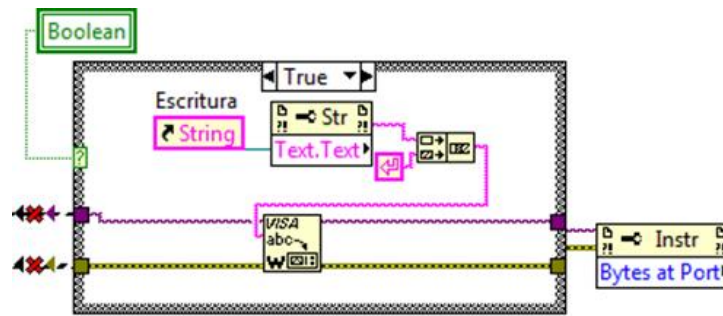 Boolean
True
Escritura
String
Str
Text.Text
VISA
abc
W
Instr
Bytes at Port